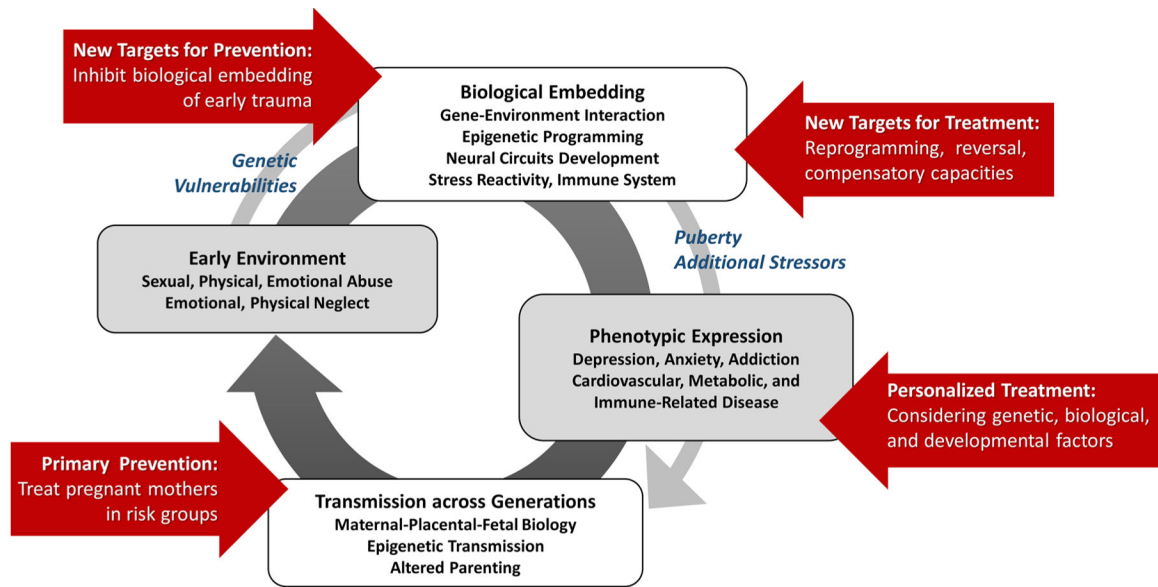 New Targets for Prevention:
Inhibit biological embedding
of early trauma
Biological Embedding
Gene-Environment Interaction
Epigenetic Programming
Neural Circuits Development
Stress Reactivity, Immune System
New Targets for Treatment:
Reprogramming, reversal,
compensatory capacities
Genetic
Vulnerabilities
Puberty
Additional Stressors
Early Environment
Sexual, Physical, Emotional Abuse
Emotional, Physical Neglect
Phenotypic Expression
Depression, Anxiety, Addiction
Cardiovascular, Metabolic, and
Immune-Related Disease
Personalized Treatment:
Considering genetic, biological,
and developmental factors
Primary Prevention:
Treat pregnant mothers
in risk groups
Transmission across Generations
Maternal-Placental-Fetal Biology
Epigenetic Transmission
Altered Parenting